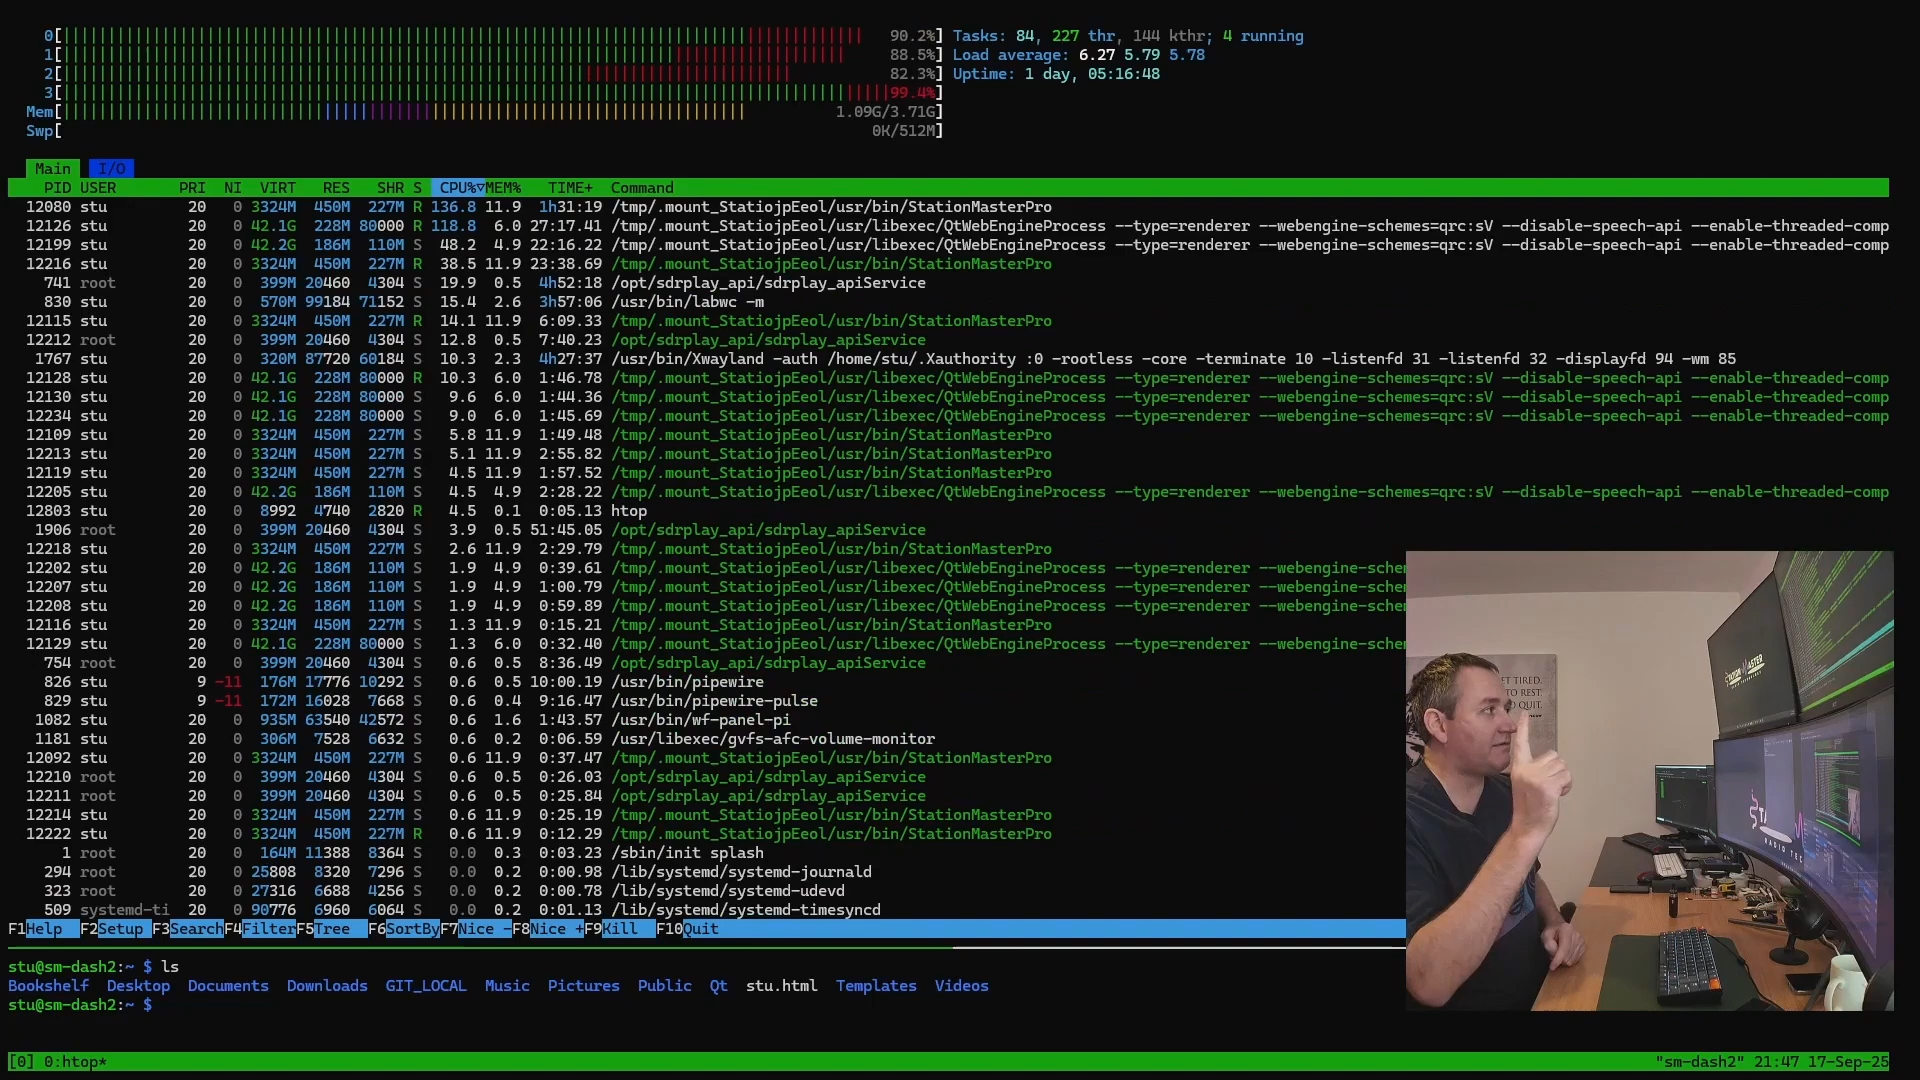 0[ 90.2%] Tasks: 84, 227 thr, 144 kthr; 4 running
1[ 88.5%] Load average: 6.27 5.79 5.78
2[ 82.3%] Uptime: 1 day, 05:16:48
3[ 99.4%]
Mem[ 1.09G/3.71G]
Swp[ 0K/512M]
Main I/O
PID USER PRI NI VIRT RES SHR S CPU%▽MEM% TIME+ Command
12080 stu 20 0 3324M 450M 227M R 136.8 11.9 1h31:19 /tmp/.mount_StatiojpEeol/usr/bin/StationMasterPro
12126 stu 20 0 42.1G 228M 80000 R 118.8 6.0 27:17.41 /tmp/.mount_StatiojpEeol/usr/libexec/QtWebEngineProcess --type=renderer --webengine-schemes=qrc:sV --disable-speech-api --enable-threaded-comp
12199 stu 20 0 42.2G 186M 110M S 48.2 4.9 22:16.22 /tmp/.mount_StatiojpEeol/usr/libexec/QtWebEngineProcess --type=renderer --webengine-schemes=qrc:sV --disable-speech-api --enable-threaded-comp
12216 stu 20 0 3324M 450M 227M R 38.5 11.9 23:38.69 /tmp/.mount_StatiojpEeol/usr/bin/StationMasterPro
741 root 20 0 399M 20460 4304 S 19.9 0.5 4h52:18 /opt/sdrplay_api/sdrplay_apiService
830 stu 20 0 570M 99184 71152 S 15.4 2.6 3h57:06 /usr/bin/labwc -m
12115 stu 20 0 3324M 450M 227M R 14.1 11.9 6:09.33 /tmp/.mount_StatiojpEeol/usr/bin/StationMasterPro
12212 root 20 0 399M 20460 4304 S 12.8 0.5 7:40.23 /opt/sdrplay_api/sdrplay_apiService
1767 stu 20 0 320M 87720 60184 S 10.3 2.3 4h27:37 /usr/bin/Xwayland -auth /home/stu/.Xauthority :0 -rootless -core -terminate 10 -listenfd 31 -listenfd 32 -displayfd 94 -wm 85
12128 stu 20 0 42.1G 228M 80000 R 10.3 6.0 1:46.78 /tmp/.mount_StatiojpEeol/usr/libexec/QtWebEngineProcess --type=renderer --webengine-schemes=qrc:sV --disable-speech-api --enable-threaded-comp
12130 stu 20 0 42.1G 228M 80000 S 9.6 6.0 1:44.36 /tmp/.mount_StatiojpEeol/usr/libexec/QtWebEngineProcess --type=renderer --webengine-schemes=qrc:sV --disable-speech-api --enable-threaded-comp
12234 stu 20 0 42.1G 228M 80000 S 9.0 6.0 1:45.69 /tmp/.mount_StatiojpEeol/usr/libexec/QtWebEngineProcess --type=renderer --webengine-schemes=qrc:sV --disable-speech-api --enable-threaded-comp
12109 stu 20 0 3324M 450M 227M S 5.8 11.9 1:49.48 /tmp/.mount_StatiojpEeol/usr/bin/StationMasterPro
12213 stu 20 0 3324M 450M 227M S 5.1 11.9 2:55.82 /tmp/.mount_StatiojpEeol/usr/bin/StationMasterPro
12119 stu 20 0 3324M 450M 227M S 4.5 11.9 1:57.52 /tmp/.mount_StatiojpEeol/usr/bin/StationMasterPro
12205 stu 20 0 42.2G 186M 110M S 4.5 4.9 2:28.22 /tmp/.mount_StatiojpEeol/usr/libexec/QtWebEngineProcess --type=renderer --webengine-schemes=qrc:sV --disable-speech-api --enable-threaded-comp
12803 stu 20 0 8992 4740 2820 R 4.5 0.1 0:05.13 htop
1906 root 20 0 399M 20460 4304 S 3.9 0.5 51:45.05 /opt/sdrplay_api/sdrplay_apiService
12218 stu 20 0 3324M 450M 227M S 2.6 11.9 2:29.79 /tmp/.mount_StatiojpEeol/usr/bin/StationMasterPro
12202 stu 20 0 42.2G 186M 110M S 1.9 4.9 0:39.61 /tmp/.mount_StatiojpEeol/usr/libexec/QtWebEngineProcess --type=renderer --webengine-scher
12207 stu 20 0 42.2G 186M 110M S 1.9 4.9 1:00.79 /tmp/.mount_StatiojpEeol/usr/libexec/QtWebEngineProcess --type=renderer --webengine-scher
12208 stu 20 0 42.2G 186M 110M S 1.9 4.9 0:59.89 /tmp/.mount_StatiojpEeol/usr/libexec/QtWebEngineProcess --type=renderer --webengine-scher
12116 stu 20 0 3324M 450M 227M S 1.3 11.9 0:15.21 /tmp/.mount_StatiojpEeol/usr/bin/StationMasterPro
12129 stu 20 0 42.1G 228M 80000 S 1.3 6.0 0:32.40 /tmp/.mount_StatiojpEeol/usr/libexec/QtWebEngineProcess --type=renderer --webengine-scher
754 root 20 0 399M 20460 4304 S 0.6 0.5 8:36.49 /opt/sdrplay_api/sdrplay_apiService
826 stu 9 -11 176M 17776 10292 S 0.6 0.5 10:00.19 /usr/bin/pipewire
829 stu 9 -11 172M 16028 7668 S 0.6 0.4 9:16.47 /usr/bin/pipewire-pulse
1082 stu 20 0 935M 63540 42572 S 0.6 1.6 1:43.57 /usr/bin/wf-panel-pi
1181 stu 20 0 306M 7528 6632 S 0.6 0.2 0:06.59 /usr/libexec/gvfs-afc-volume-monitor
12092 stu 20 0 3324M 450M 227M S 0.6 11.9 0:37.47 /tmp/.mount_StatiojpEeol/usr/bin/StationMasterPro
12210 root 20 0 399M 20460 4304 S 0.6 0.5 0:26.03 /opt/sdrplay_api/sdrplay_apiService
12211 root 20 0 399M 20460 4304 S 0.6 0.5 0:25.84 /opt/sdrplay_api/sdrplay_apiService
12214 stu 20 0 3324M 450M 227M S 0.6 11.9 0:25.19 /tmp/.mount_StatiojpEeol/usr/bin/StationMasterPro
12222 stu 20 0 3324M 450M 227M R 0.6 11.9 0:12.29 /tmp/.mount_StatiojpEeol/usr/bin/StationMasterPro
1 root 20 0 164M 11388 8364 S 0.0 0.3 0:03.23 /sbin/init splash
294 root 20 0 25808 8320 7296 S 0.0 0.2 0:00.98 /lib/systemd/systemd-journald
323 root 20 0 27316 6688 4256 S 0.0 0.2 0:00.78 /lib/systemd/systemd-udevd
509 systemd-ti 20 0 90776 6960 6064 S 0.0 0.2 0:01.13 /lib/systemd/systemd-timesyncd
F1Help F2Setup F3SearchF4FilterF5Tree F6SortByF7Nice -F8Nice +F9Kill F10Quit
stu@sm-dash2:~ $ ls
Bookshelf Desktop Documents Downloads GIT_LOCAL Music Pictures Public Qt stu.html Templates Videos
stu@sm-dash2:~ $
[0] 0:htop* "sm-dash2" 21:47 17-Sep-25
TIRED.
TO REST.
QUIT.
RADIO TEC